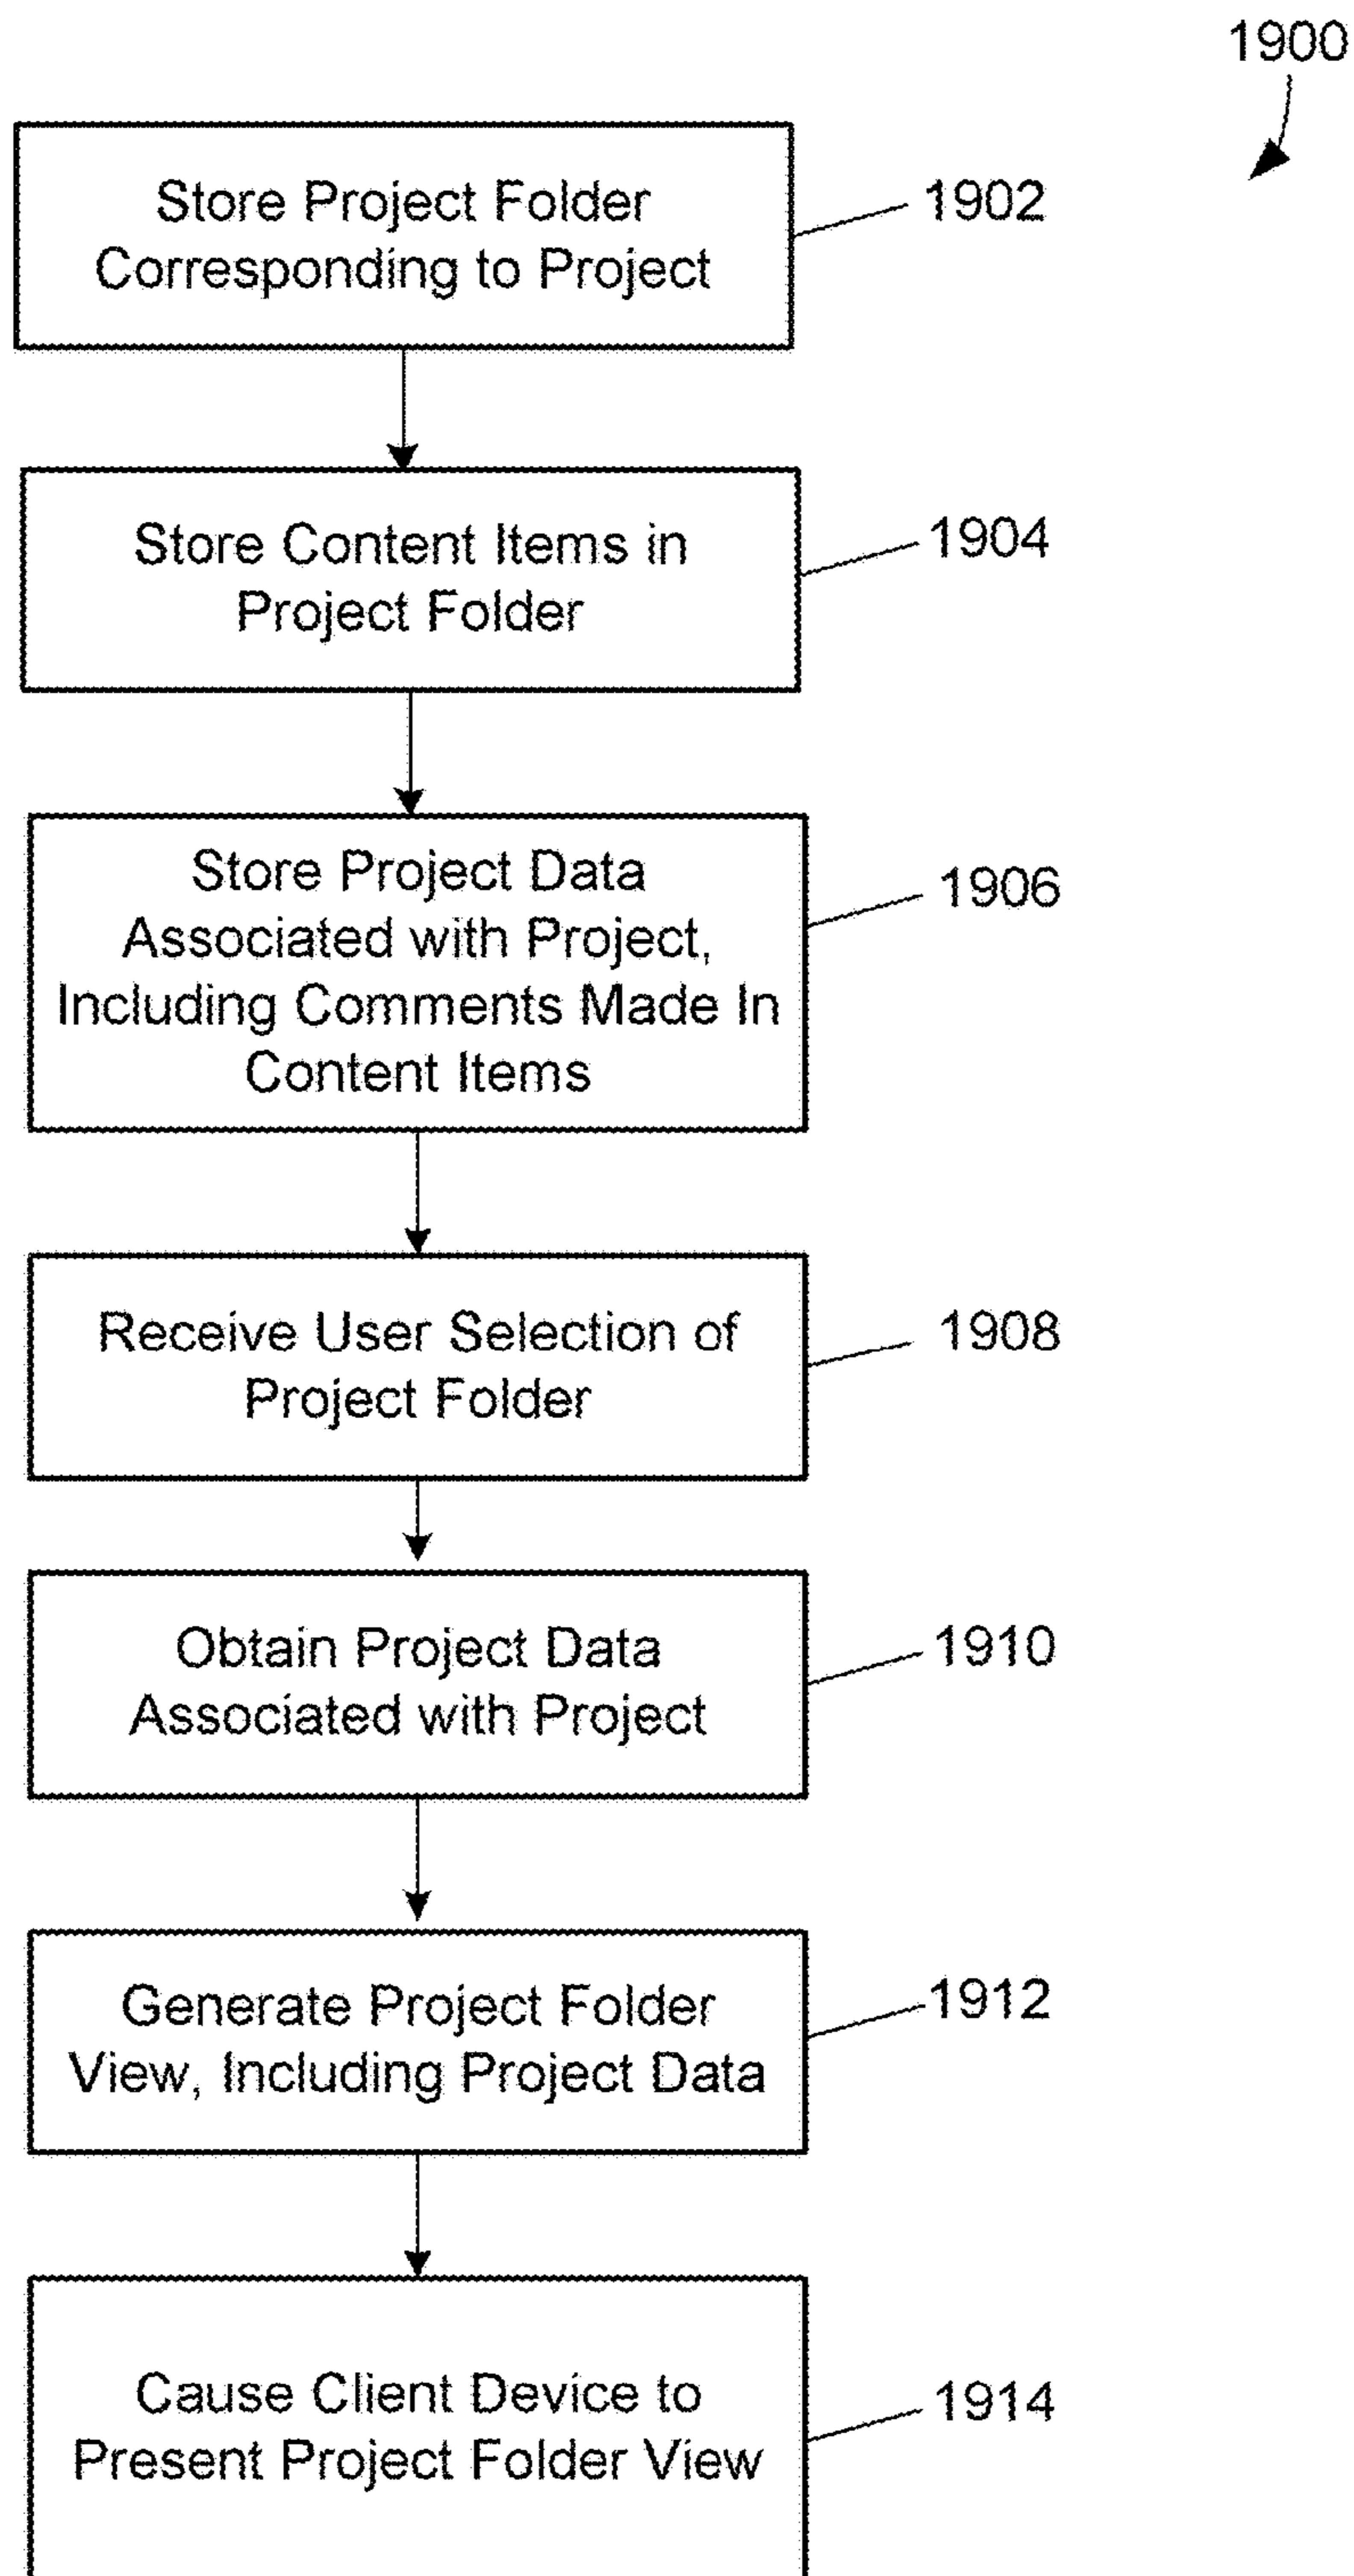 1900
Store Project Folder
Corresponding to Project
1902
Store Content Items in
Project Folder
1904
Store Project Data
Associated with Project,
Including Comments Made In
Content Items
1906
Receive User Selection of
Project Folder
1908
Obtain Project Data
Associated with Project
1910
Generate Project Folder
View, Including Project Data
1912
Cause Client Device to
Present Project Folder View
1914